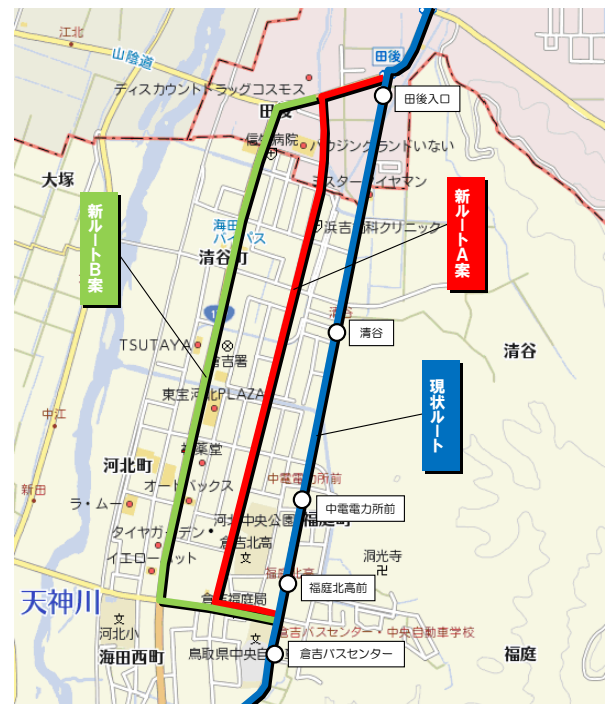 江北
山陰道
田後
ディスカウントドラッグコスモス
田後入口
田後
信生病院
ハウジングランドいない
大塚
ミスタータイヤマン
新ルートB案
新ルートA案
海田
バイパス
浜吉歯科クリニック
清谷町
清谷
清谷
清谷
TSUTAYA
倉吉署
東宝河北PLAZA
現状ルート
中江
河北町
新田
オートバックス
中電電力所前
ラ・ムー
中電電力所前
河北中央公園
福庭町
タイヤガーデン・
倉吉北高
洞光寺
イエローハット
福庭北高
福庭北高前
天神川
倉吉福庭局
河北小
倉吉バスセンター・中央自動車学校
鳥取県中央自
倉吉バスセンター
海田西町
福庭